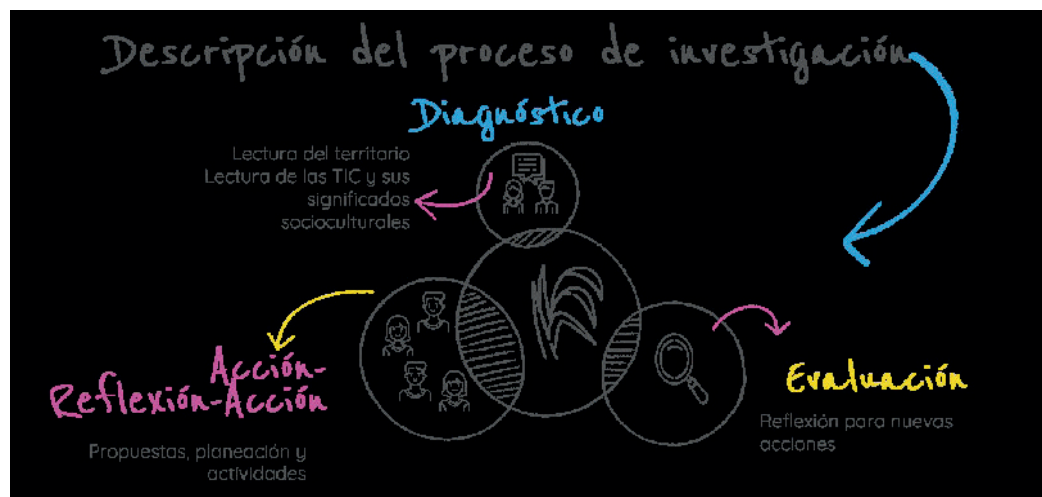 Descripción del proceso de investigación
Diagnóstico
Lectura del territorio
Lectura de las TIC y sus
significados
socioculturales
Acción-
Reflexión-Acción
Propuestas, planeación y
actividades
Evaluación
Reflexión para nuevas
acciones